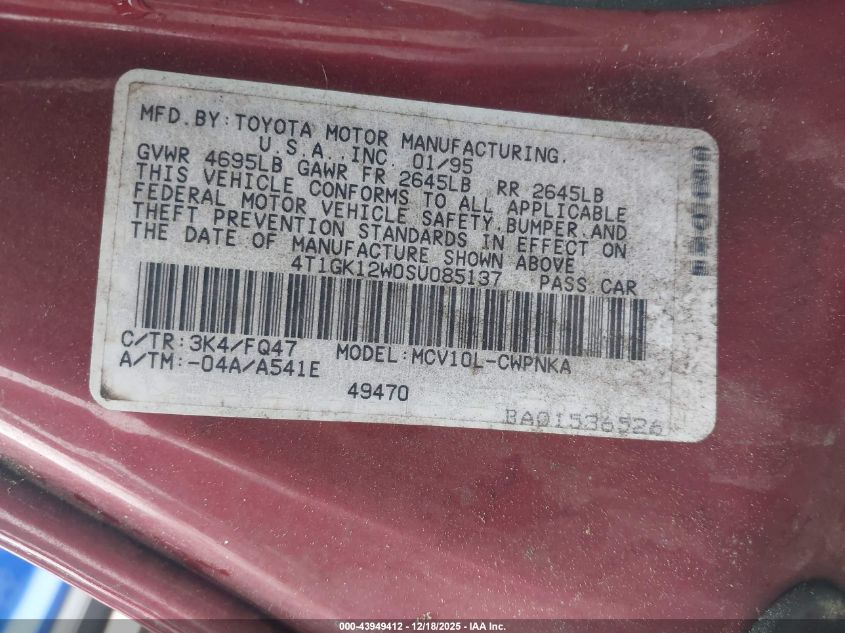 MFD.BY:TOYOTA MOTOR MANUFACTURING.
U.S.A.,INC. 01/95
GVWR 4695LB GAWR FR 2645LB RR 2645LB
THIS VEHICLE CONFORMS TO ALL APPLICABLE
FEDERAL MOTOR VEHICLE SAFETY,BUMPER,AND
THEFT PREVENTION STANDARDS IN EFFECT ON
THE DATE OF MANUFACTURE SHOWN ABOVE
4T1GK12W0SU085137 PASS CAR
C/TR:3K4/FQ47 MODEL:MCV10L-CWPNKA
A/TM:-04A/A541E
49470
BA01536526
000-43949412 - 12/18/2025 - IAA Inc.